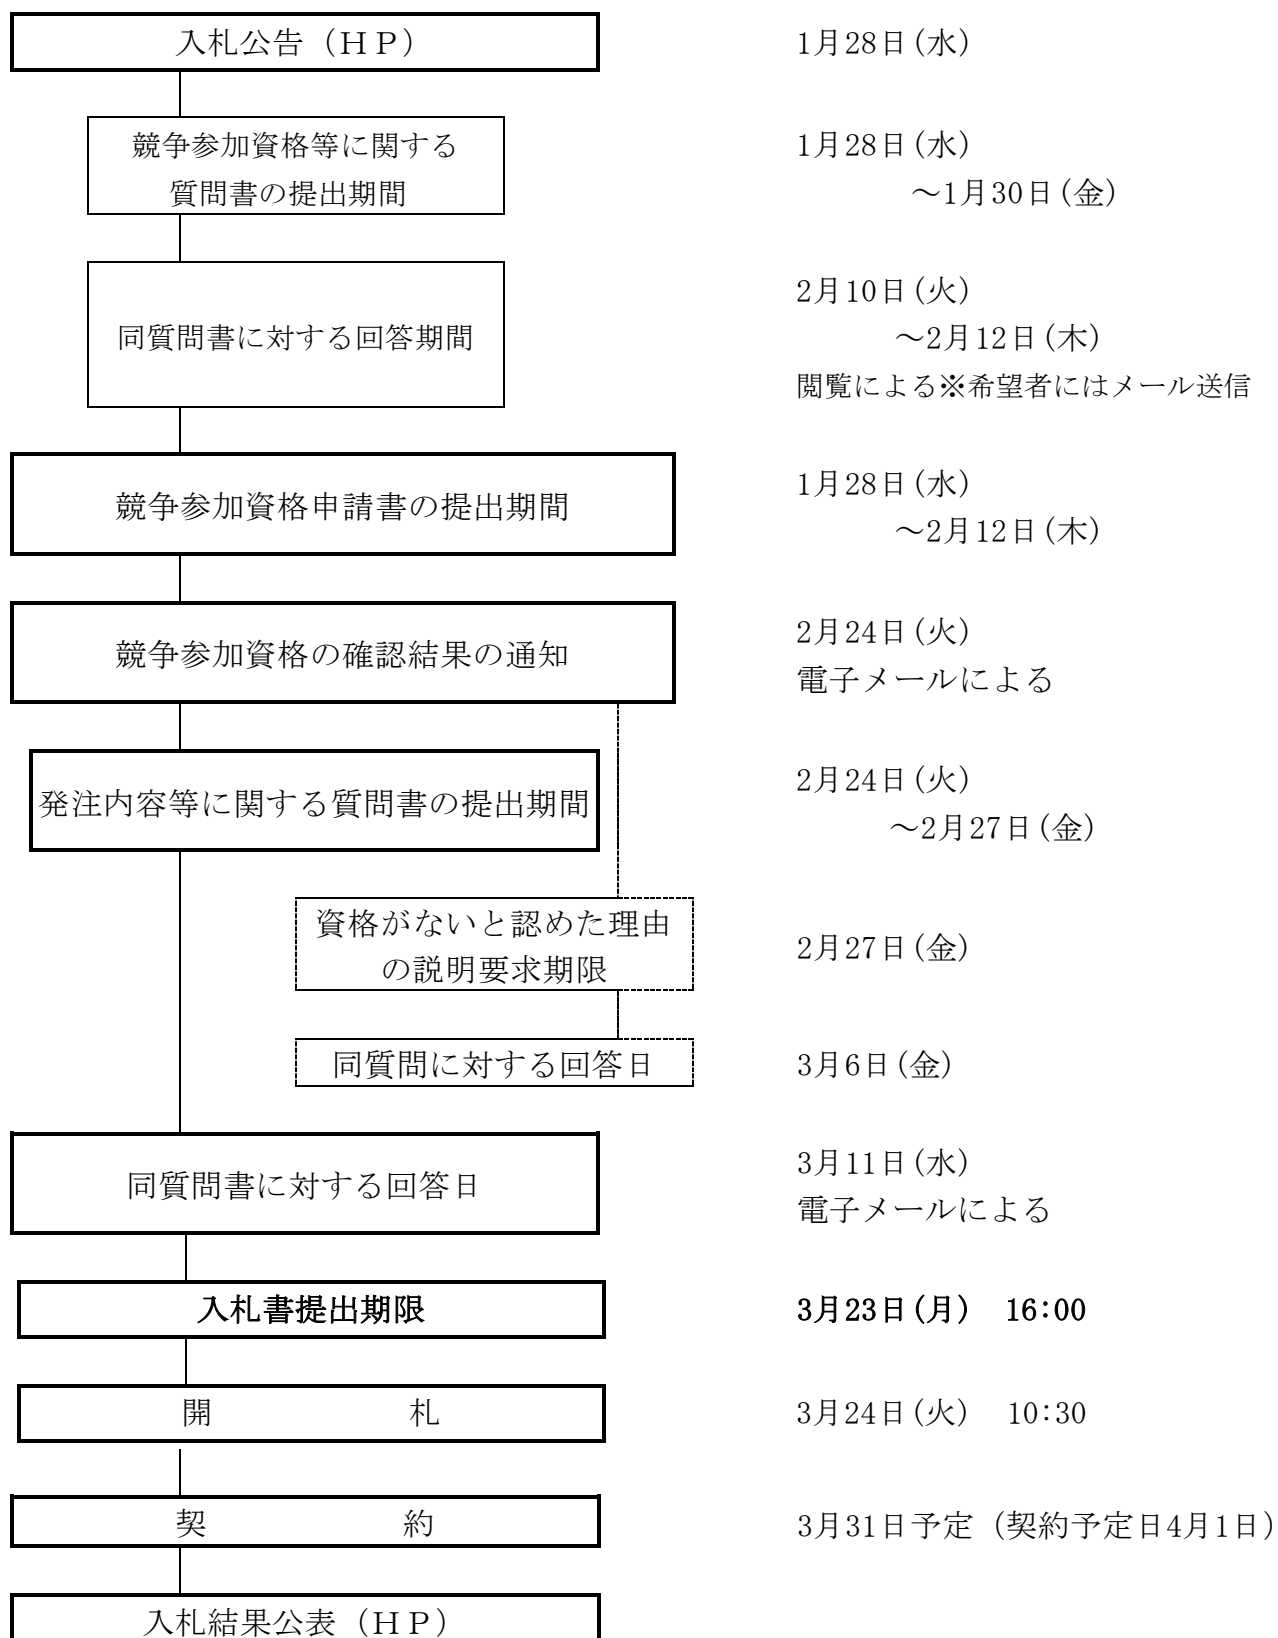 入札公告（ＨＰ）
1月28日(水)
競争参加資格等に関する
質問書の提出期間
1月28日(水)
～1月30日(金)
同質問書に対する回答期間
2月10日(火)
～2月12日(木)
閲覧による※希望者にはメール送信
競争参加資格申請書の提出期間
1月28日(水)
～2月12日(木)
競争参加資格の確認結果の通知
2月24日(火)
電子メールによる
発注内容等に関する質問書の提出期間
2月24日(火)
～2月27日(金)
資格がないと認めた理由
の説明要求期限
2月27日(金)
同質問に対する回答日
3月6日(金)
同質問書に対する回答日
3月11日(水)
電子メールによる
入札書提出期限
3月23日(月)　16:00
開　　　　　　札
3月24日(火)　10:30
契　　　　　　約
3月31日予定（契約予定日4月1日）
入札結果公表（ＨＰ）